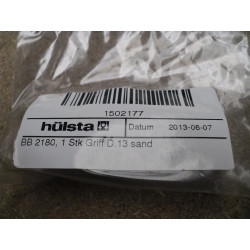 1502177
hülsta
Datum 2013-06-07
BB 2180, 1 Stk Griff D.13 sand